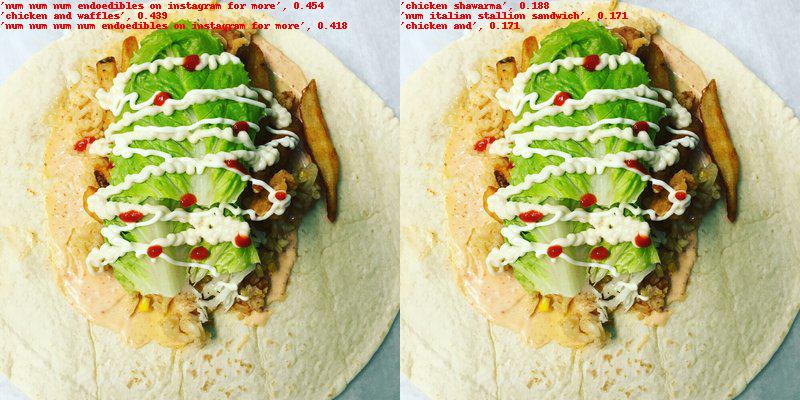 'num num num endoedibles on instagram for more', 0.454
'chicken and waffles', 0.439
'num num num num endoedibles on instagram for more', 0.418
'chicken shawarma', 0.188
'num italian stallion sandwich', 0.171
'chicken and', 0.171